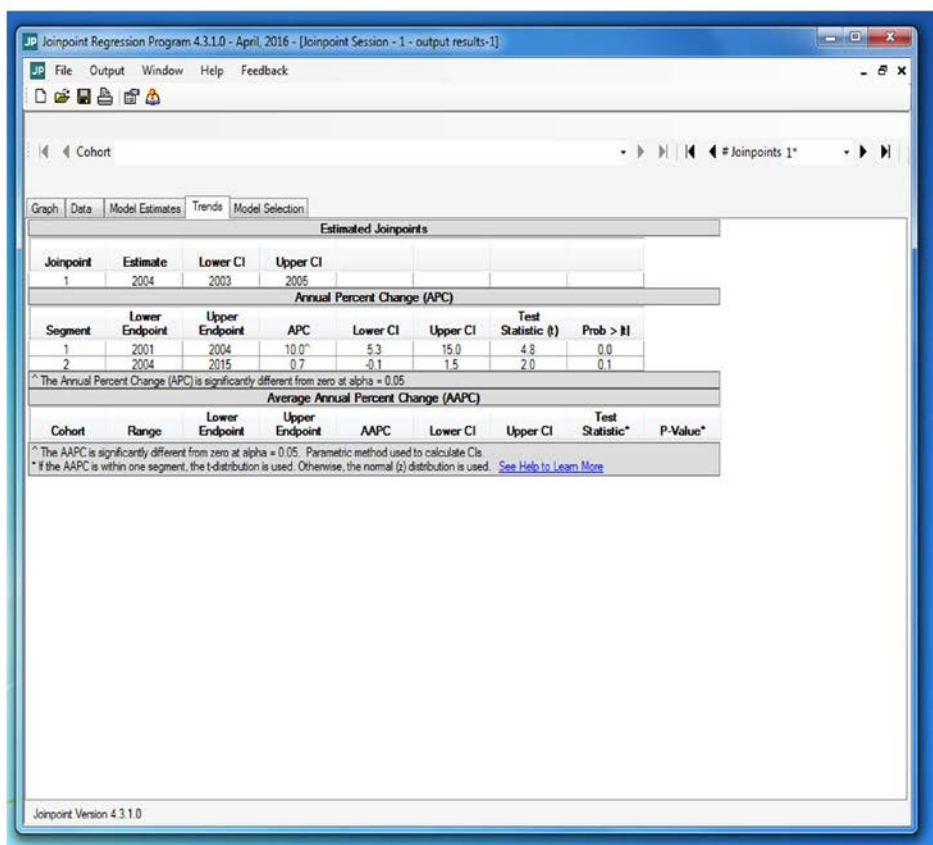 JP Joinpoint Regression Program 4.3.1.0 - April, 2016 - [Joinpoint Session - 1 - output results-1]
JP File Output Window Help Feedback
Cohort # Joinpoints 1*
Graph Data Model Estimates Trends Model Selection
Estimated Joinpoints
Joinpoint Estimate Lower CI Upper CI
1 2004 2003 2005
Annual Percent Change (APC)
Segment Lower Endpoint Upper Endpoint APC Lower CI Upper CI Test Statistic (t) Prob > |t|
1 2001 2004 10.0^ 5.3 15.0 4.8 0.0
2 2004 2015 0.7 -0.1 1.5 2.0 0.1
^ The Annual Percent Change (APC) is significantly different from zero at alpha = 0.05
Average Annual Percent Change (AAPC)
Cohort Range Lower Endpoint Upper Endpoint AAPC Lower CI Upper CI Test Statistic* P-Value*
^ The AAPC is significantly different from zero at alpha = 0.05. Parametric method used to calculate CIs.
* If the AAPC is within one segment, the t-distribution is used. Otherwise, the normal (z) distribution is used. See Help to Learn More
Joinpoint Version 4.3.1.0